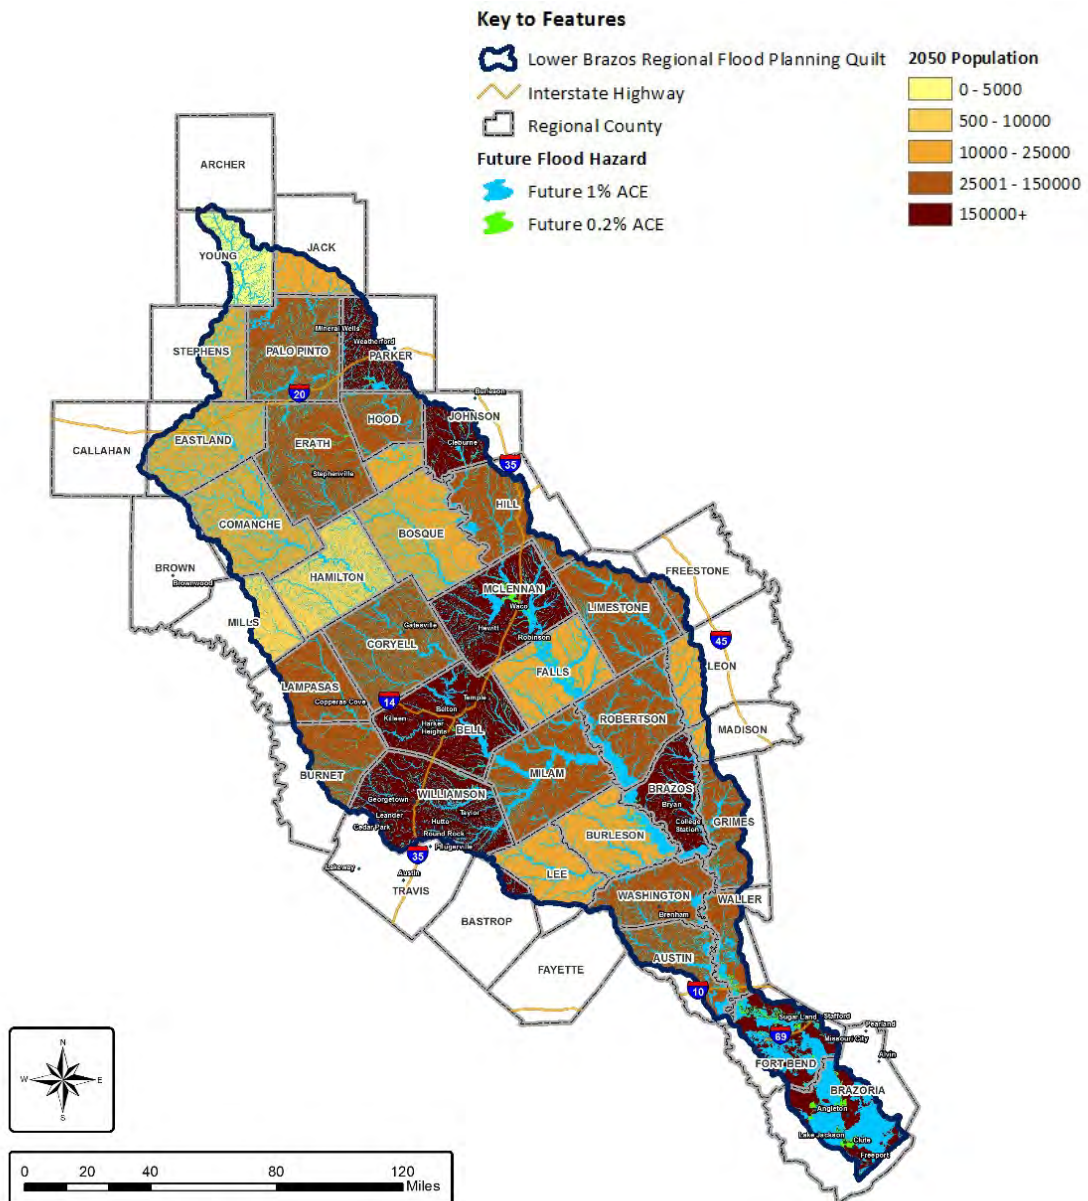 Key to Features
Lower Brazos Regional Flood Planning Quilt
Interstate Highway
Regional County
Future Flood Hazard
Future 1% ACE
Future 0.2% ACE
2050 Population
0 - 5000
500 - 10000
10000 - 25000
25001 - 150000
150000+
ARCHER
YOUNG
JACK
Mineral Wells
Weatherford
STEPHENS
PALO PINTO
PARKER
20
Burleson
HOOD
JOHNSON
CALLAHAN
EASTLAND
ERATH
Cleburne
35
Stephenville
HILL
COMANCHE
BOSQUE
BROWN
Brownwood
HAMILTON
FREESTONE
MCLENNAN
Waco
LIMESTONE
MILLS
Gatesville
Hewitt
Robinson
CORYELL
45
LEON
FALLS
LAMPASAS
Copperas Cove
14
Temple
Belton
Killeen
Harker
Heights
BELL
ROBERTSON
MADISON
BURNET
MILAM
BRAZOS
Georgetown
WILLIAMSON
Bryan
Leander
Taylor
Hutto
College
Station
GRIMES
Cedar Park
Round Rock
Pflugerville
BURLESON
35
Lakeway
Austin
TRAVIS
LEE
WASHINGTON
WALLER
Brenham
BASTROP
AUSTIN
FAYETTE
10
Sugar Land
Stafford
Pearland
69
Missouri City
Alvin
FORT BEND
BRAZORIA
Angleton
Lake Jackson
Clute
Freeport
N
W
E
S
0 20 40 80 120
Miles